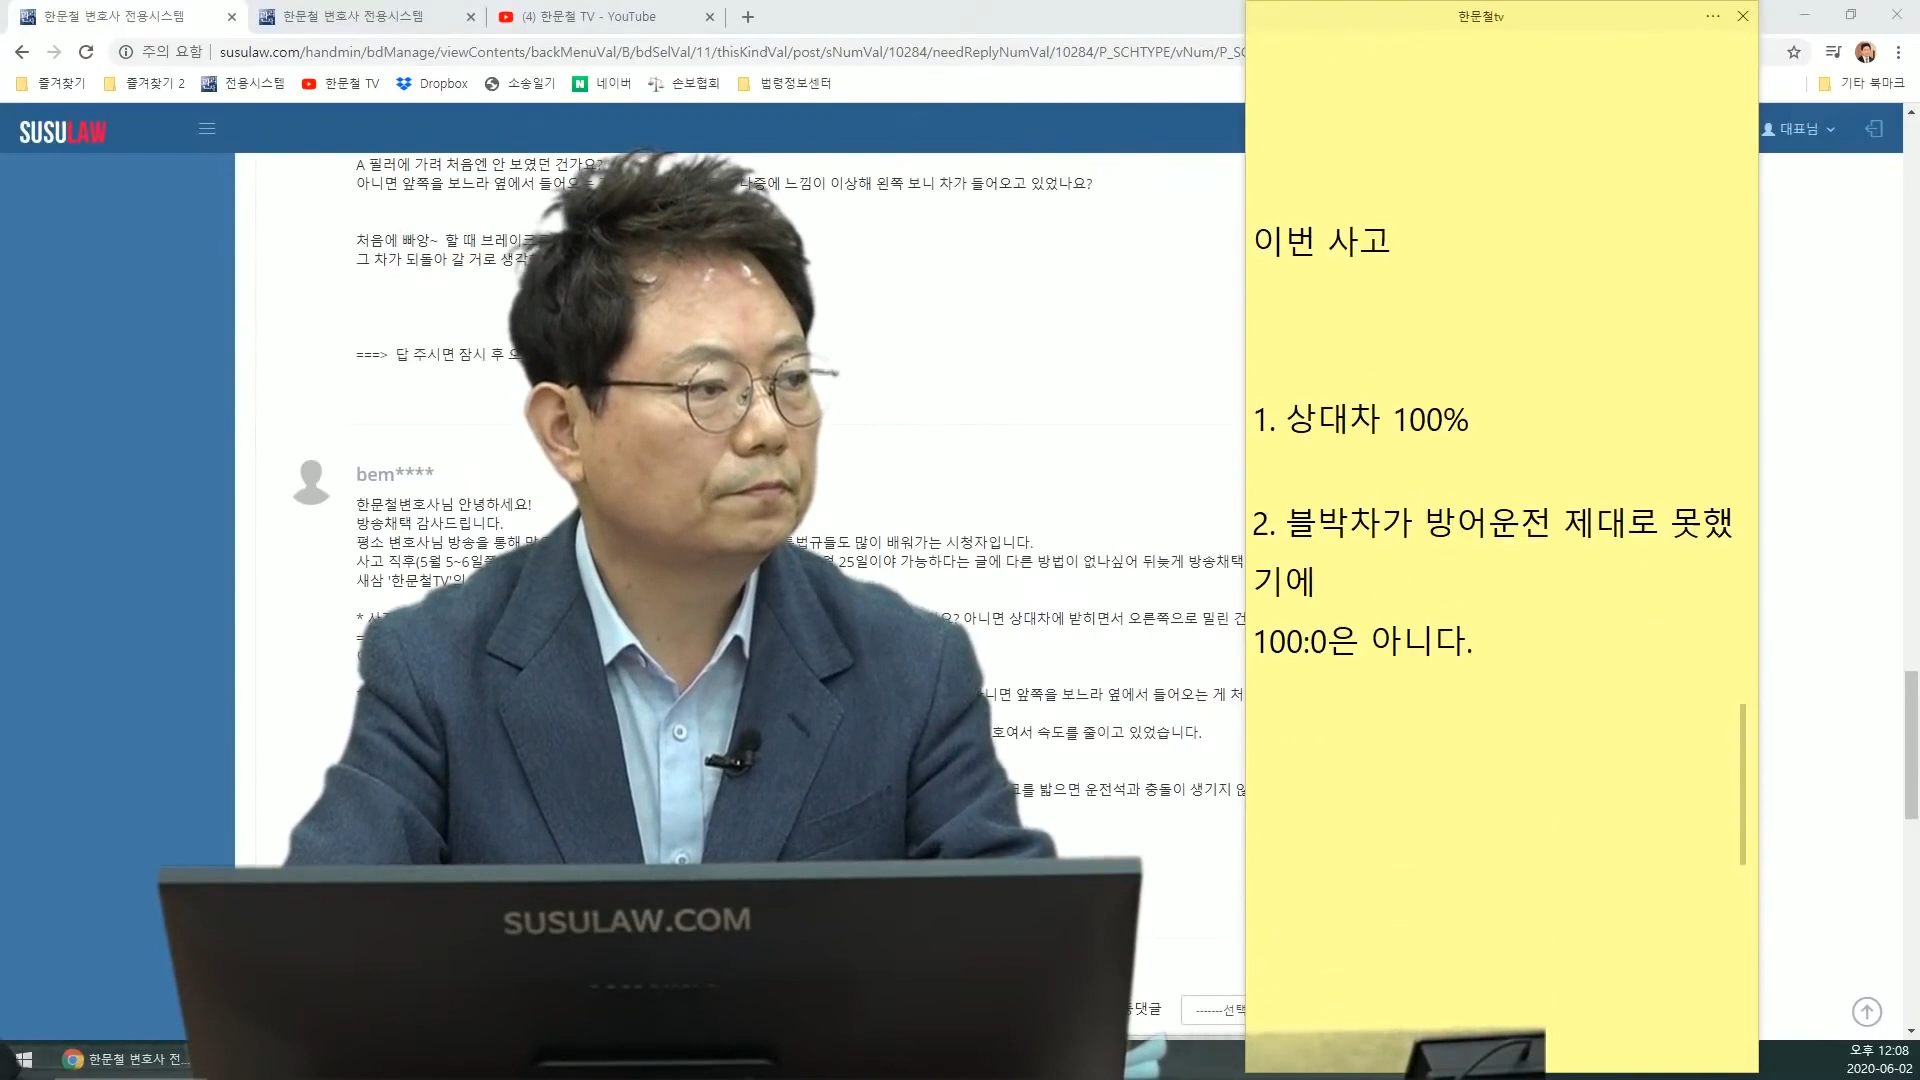 한문철 변호사 전용시스템
한문철 변호사 전용시스템
(4) 한문철 TV - YouTube
한문철tv
주의 요함
susulaw.com/handmin/bdManage/viewContents/backMenuVal/B/bdSelVal/11/thisKindVal/post/sNumVal/10284/needReplyNumVal/10284/P_SCHTYPE/vNum/P_SC
즐겨찾기
즐겨찾기 2
전용시스템
한문철 TV
Dropbox
소송일기
네이버
손보협회
법령정보센터
기타 북마크
SUSULAW
대표님
A 필러에 가려 처음엔 안 보였던 건가요?
아니면 앞쪽을 보느라 옆에서 들어오는 나중에 느낌이 이상해 왼쪽 보니 차가 들어오고 있었나요?
처음에 빠앙~ 할 때 브레이크
그 차가 되돌아 갈 거로 생각
===> 답 주시면 잠시 후
bem****
한문철변호사님 안녕하세요!
방송채택 감사드립니다.
평소 변호사님 방송을 통해 통법규들도 많이 배워가는 시청자입니다.
사고 직후(5월 5~6일쯤 25일이야 가능하다는 글에 다른 방법이 없나싶어 뒤늦게 방송채택
새삼 '한문철TV'의
아니면 상대차에 받히면서 오른쪽으로 밀린 건
니면 앞쪽을 보느라 옆에서 들어오는 게 처
호여서 속도를 줄이고 있었습니다.
크를 밟으면 운전석과 충돌이 생기지 않
댓글
-------선택
이번 사고
1. 상대차 100%
2. 블박차가 방어운전 제대로 못했
기에
100:0은 아니다.
SUSULAW.COM
한문철 변호사 전...
오후 12:08
2020-06-02